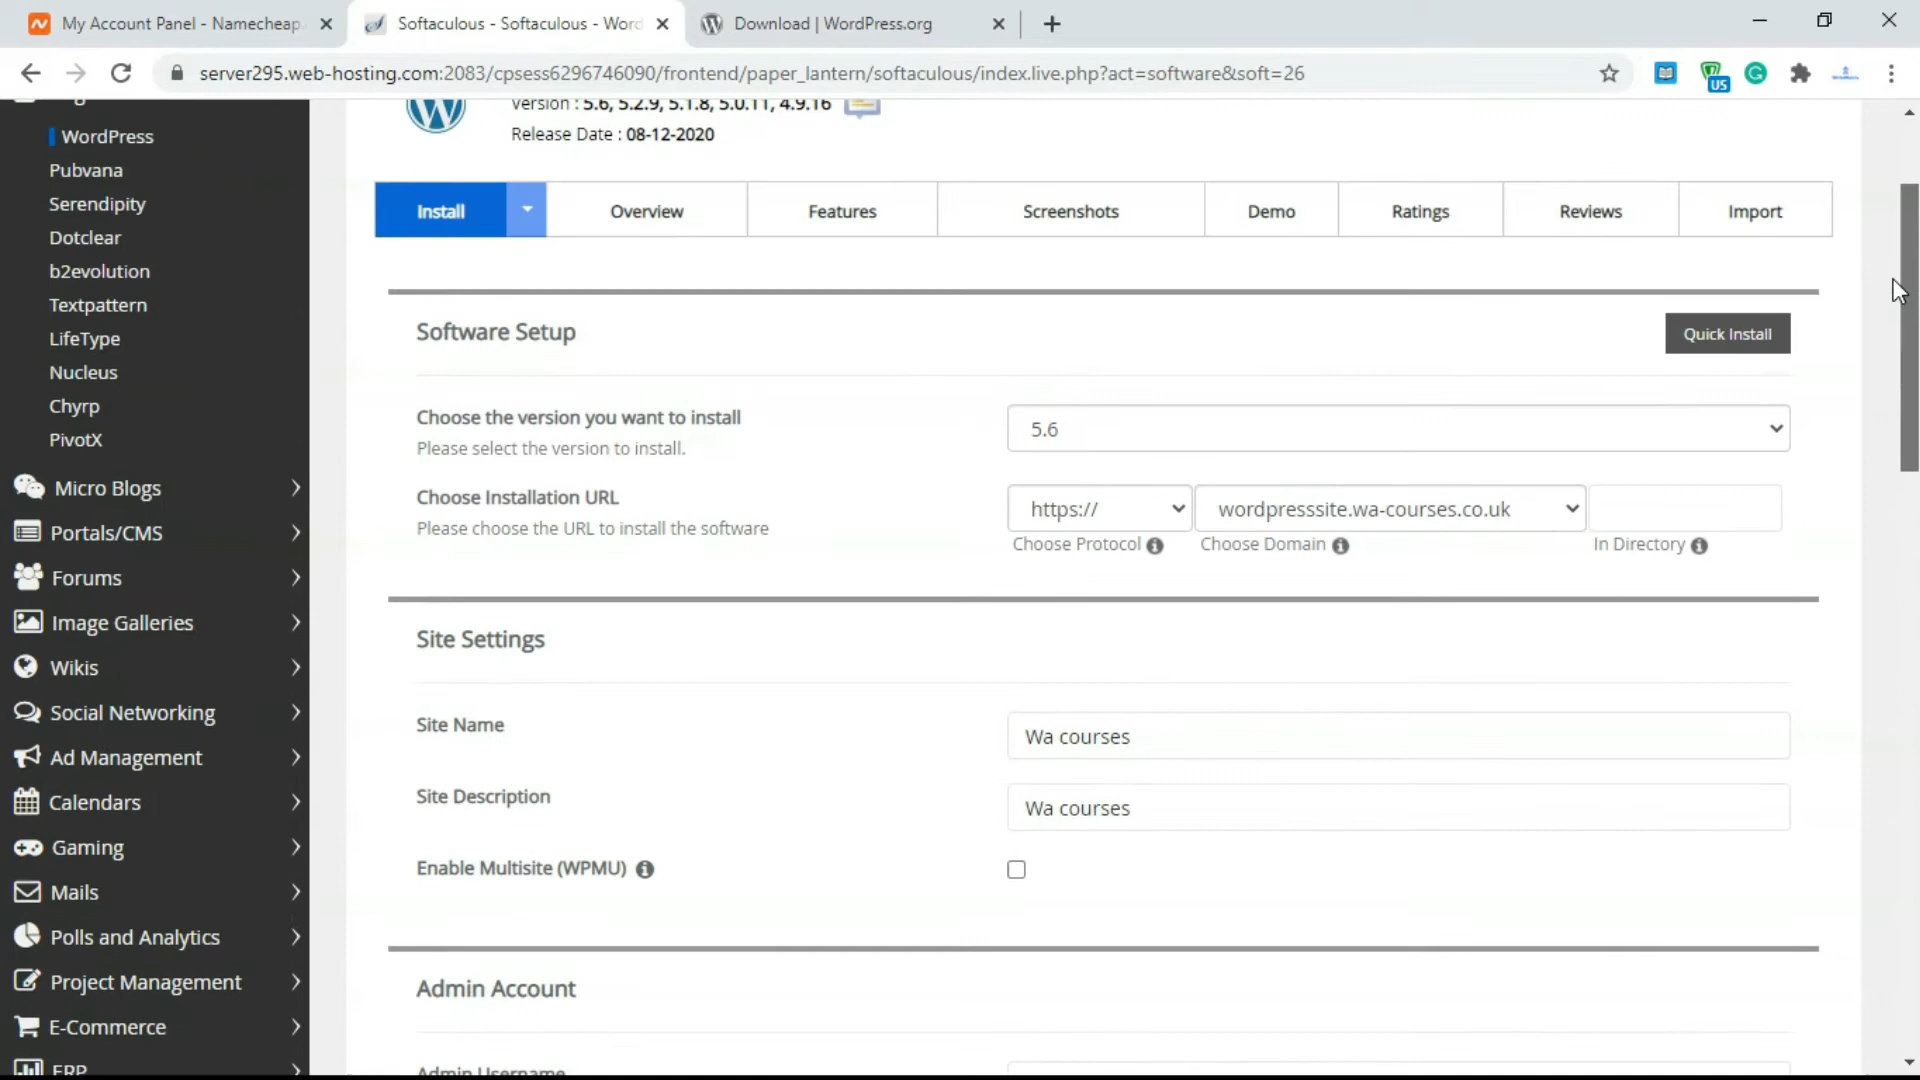 My Account Panel - Namecheap.
Softaculous - Softaculous - Word
Download | WordPress.org
server295.web-hosting.com:2083/cpsess6296746090/frontend/paper_lantern/softaculous/index.live.php?act=software&soft=26
US
Version : 5.6, 5.2.9, 5.1.8, 5.0.11, 4.9.16
Release Date : 08-12-2020
WordPress
Pubvana
Serendipity
Dotclear
b2evolution
Textpattern
LifeType
Nucleus
Chyrp
PivotX
Micro Blogs
Portals/CMS
Forums
Image Galleries
Wikis
Social Networking
Ad Management
Calendars
Gaming
Mails
Polls and Analytics
Project Management
E-Commerce
ERP
Install Overview Features Screenshots Demo Ratings Reviews Import
Software Setup
Quick Install
Choose the version you want to install
Please select the version to install.
5.6
Choose Installation URL
Please choose the URL to install the software
https:// wordpresssite.wa-courses.co.uk
Choose Protocol Choose Domain In Directory
Site Settings
Site Name
Wa courses
Site Description
Wa courses
Enable Multisite (WPMU)
Admin Account
Admin Username